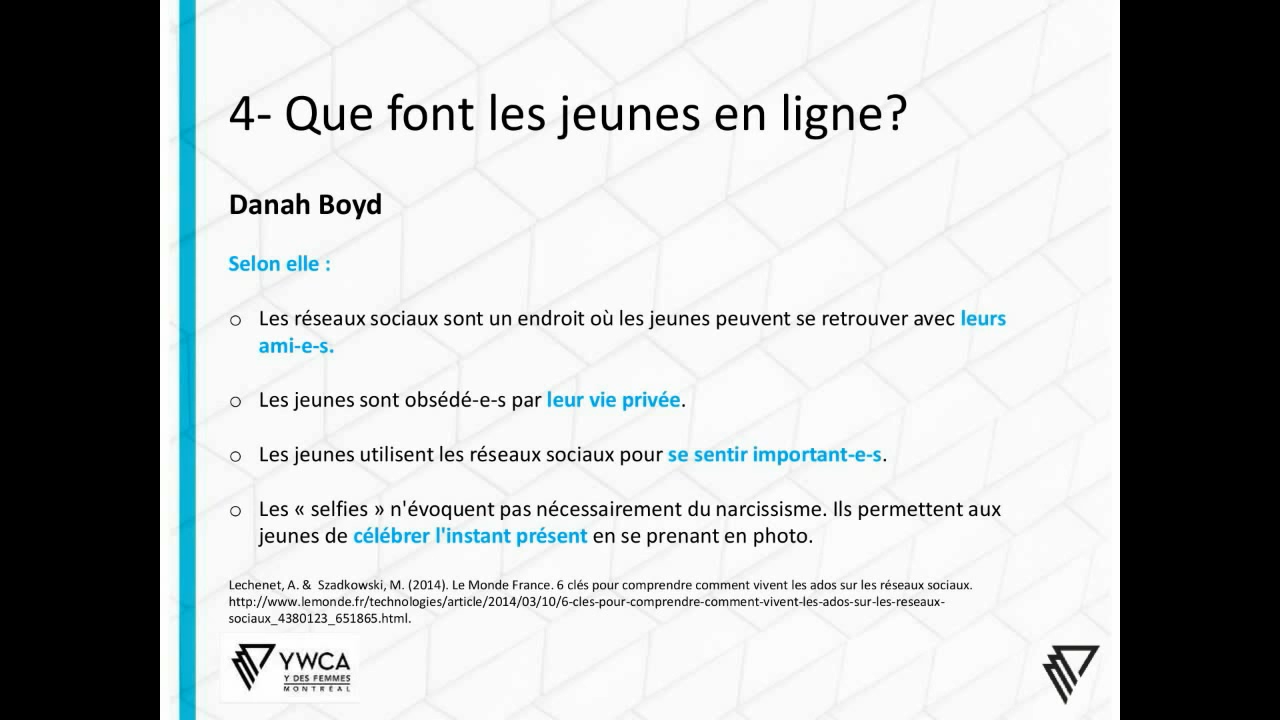 4- Que font les jeunes en ligne?
Danah Boyd
Selon elle :
o Les réseaux sociaux sont un endroit où les jeunes peuvent se retrouver avec leurs
ami-e-s.
o Les jeunes sont obsédé-e-s par leur vie privée.
o Les jeunes utilisent les réseaux sociaux pour se sentir important-e-s.
o Les « selfies » n'évoquent pas nécessairement du narcissisme. Ils permettent aux
jeunes de célébrer l'instant présent en se prenant en photo.
Lechenet, A. & Szadkowski, M. (2014). Le Monde France. 6 clés pour comprendre comment vivent les ados sur les réseaux sociaux.
http://www.lemonde.fr/technologies/article/2014/03/10/6-cles-pour-comprendre-comment-vivent-les-ados-sur-les-reseaux-
sociaux_4380123_651865.html.
YWCA
Y DES FEMMES
MONTRÉAL